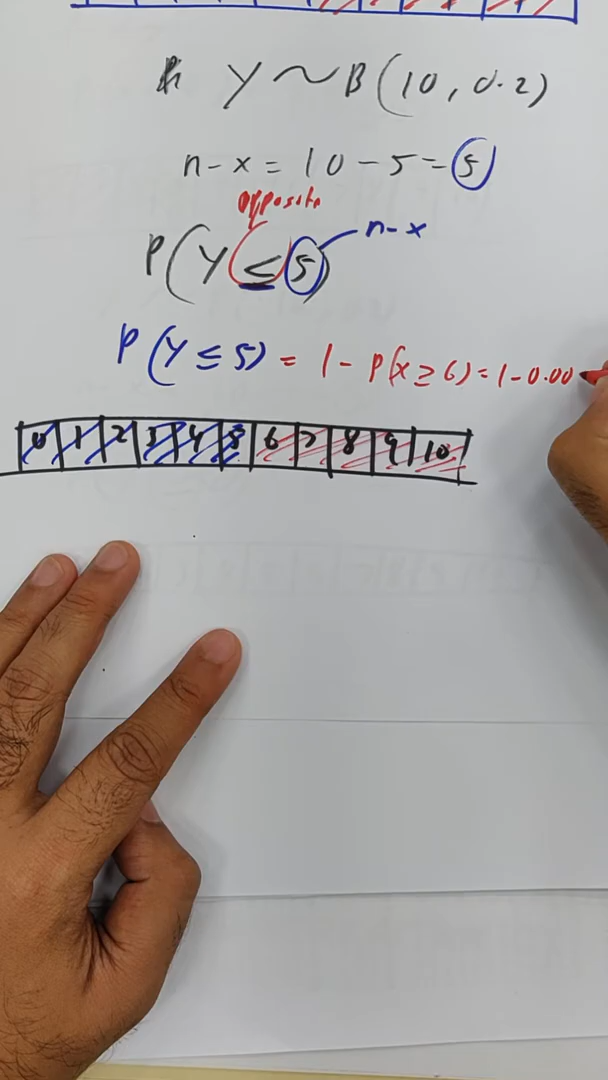 Y ~ B(10, 0.2)
n - x = 10 - 5 = 5
opposite
n - x
P(Y ≤ 5)
P(Y ≤ 5) = 1 - P(x ≥ 6) = 1 - 0.00
0 1 2 3 4 5 6 7 8 9 10